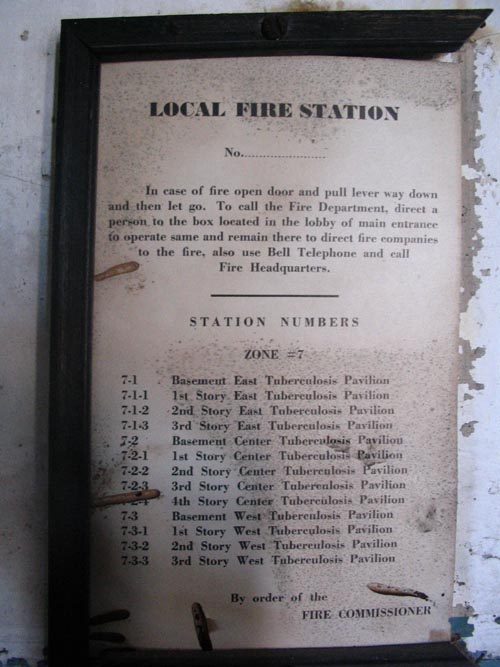 LOCAL FIRE STATION
No.......................
In case of fire open door and pull lever way down
and then let go. To call the Fire Department, direct a
person to the box located in the lobby of main entrance
to operate same and remain there to direct fire companies
to the fire, also use Bell Telephone and call
Fire Headquarters.
STATION NUMBERS
ZONE #7
7-1 Basement East Tuberculosis Pavilion
7-1-1 1st Story East Tuberculosis Pavilion
7-1-2 2nd Story East Tuberculosis Pavilion
7-1-3 3rd Story East Tuberculosis Pavilion
7-2 Basement Center Tuberculosis Pavilion
7-2-1 1st Story Center Tuberculosis Pavilion
7-2-2 2nd Story Center Tuberculosis Pavilion
7-2-3 3rd Story Center Tuberculosis Pavilion
7-2-4 4th Story Center Tuberculosis Pavilion
7-3 Basement West Tuberculosis Pavilion
7-3-1 1st Story West Tuberculosis Pavilion
7-3-2 2nd Story West Tuberculosis Pavilion
7-3-3 3rd Story West Tuberculosis Pavilion
By order of the
FIRE COMMISSIONER